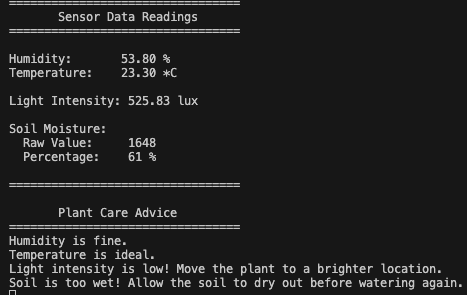 =================================
Sensor Data Readings
=================================
Humidity: 53.80 %
Temperature: 23.30 *C
Light Intensity: 525.83 lux
Soil Moisture:
Raw Value: 1648
Percentage: 61 %
=================================
Plant Care Advice
=================================
Humidity is fine.
Temperature is ideal.
Light intensity is low! Move the plant to a brighter location.
Soil is too wet! Allow the soil to dry out before watering again.